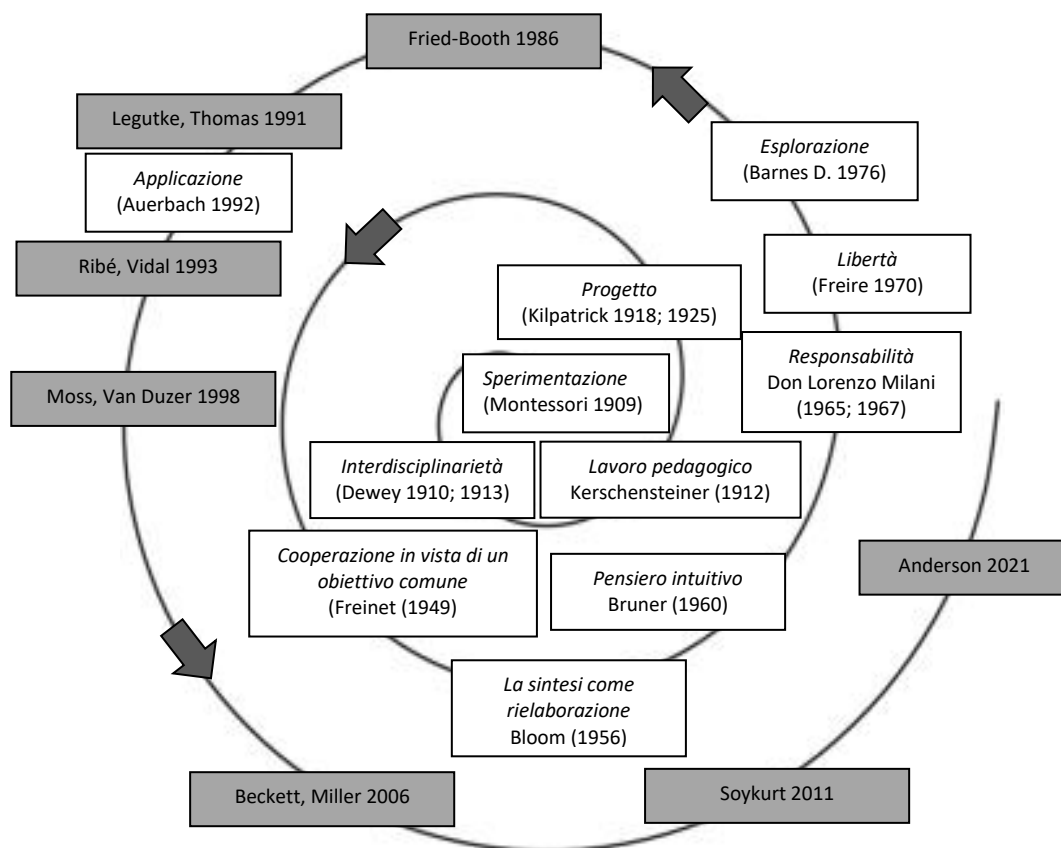 Fried-Booth 1986
Legutke, Thomas 1991
Esplorazione
(Barnes D. 1976)
Applicazione
(Auerbach 1992)
Ribé, Vidal 1993
Libertà
(Freire 1970)
Progetto
(Kilpatrick 1918; 1925)
Responsabilità
Don Lorenzo Milani
(1965; 1967)
Moss, Van Duzer 1998
Sperimentazione
(Montessori 1909)
Interdisciplinarietà
(Dewey 1910; 1913)
Lavoro pedagogico
Kerschensteiner (1912)
Cooperazione in vista di un
obiettivo comune
(Freinet (1949)
Pensiero intuitivo
Bruner (1960)
Anderson 2021
La sintesi come
rielaborazione
Bloom (1956)
Beckett, Miller 2006
Soykurt 2011